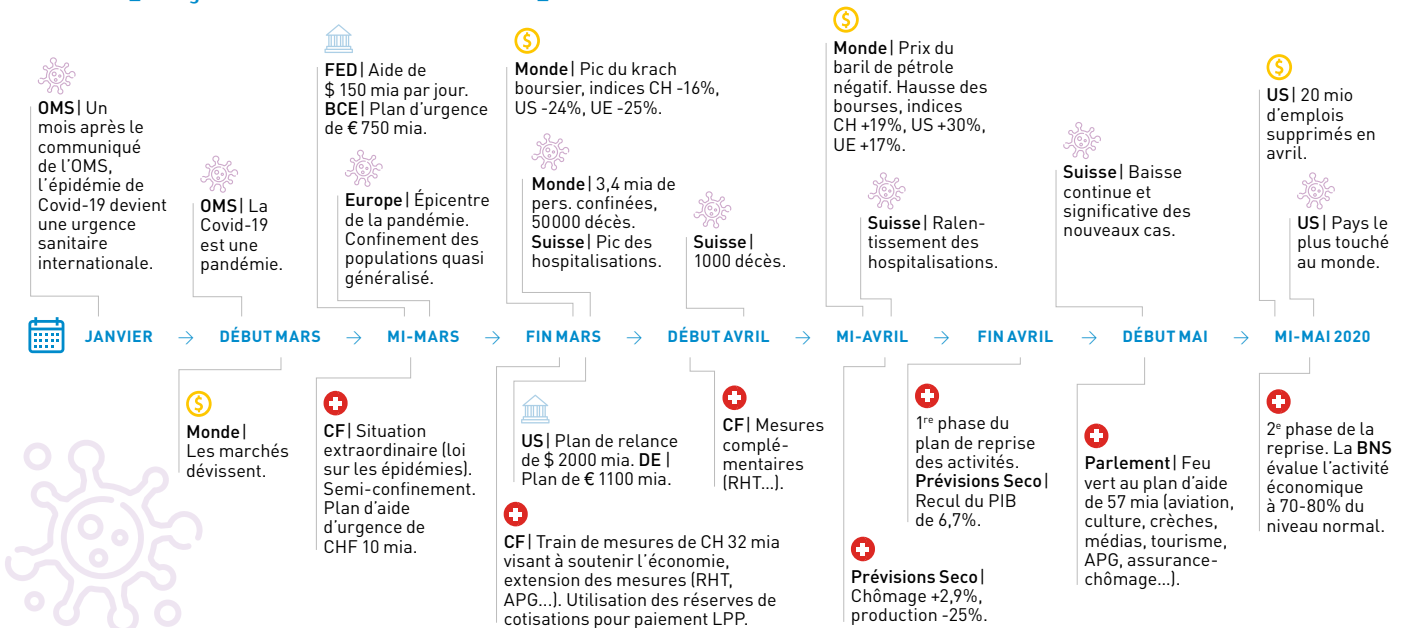 OMS| Un
mois après le
communiqué
de l’OMS,
l’épidémie de
Covid-19 devient
une urgence
sanitaire
internationale.
OMS| La
Covid-19
est une
pandémie.
FED| Aide de
$ 150 mia par jour.
BCE| Plan d’urgence
de € 750 mia.
Europe| Épicentre
de la pandémie.
Confinement des
populations quasi
généralisé.
Monde| Pic du krach
boursier, indices CH -16%,
US -24%, UE -25%.
Monde| 3,4 mia de
pers. confinées,
50000 décès.
Suisse| Pic des
hospitalisations.
Suisse|
1000 décès.
Monde| Prix du
baril de pétrole
négatif. Hausse des
bourses, indices
CH +19%, US +30%,
UE +17%.
Suisse| Ralen-
tissement des
hospitalisations.
Suisse| Baisse
continue et
significative des
nouveaux cas.
US| 20 mio
d’emplois
supprimés en
avril.
US| Pays le
plus touché
au monde.
JANVIER → DÉBUT MARS → MI-MARS → FIN MARS → DÉBUT AVRIL → MI-AVRIL → FIN AVRIL → DÉBUT MAI → MI-MAI 2020
Monde|
Les marchés
dévissent.
CF| Situation
extraordinaire (loi
sur les épidémies).
Semi-confinement.
Plan d’aide
d’urgence de
CHF 10 mia.
US| Plan de relance
de $ 2000 mia. DE |
Plan de € 1100 mia.
CF| Train de mesures de CH 32 mia
visant à soutenir l’économie,
extension des mesures (RHT,
APG...). Utilisation des réserves de
cotisations pour paiement LPP.
CF| Mesures
complé-
mentaires
(RHT...).
Prévisions Seco|
Chômage +2,9%,
production -25%.
1re phase du
plan de reprise
des activités.
Prévisions Seco|
Recul du PIB
de 6,7%.
Parlement| Feu
vert au plan d’aide
de 57 mia (aviation,
culture, crèches,
médias, tourisme,
APG, assurance-
chômage...).
2e phase de la
reprise. La BNS
évalue l’activité
économique
à 70-80% du
niveau normal.